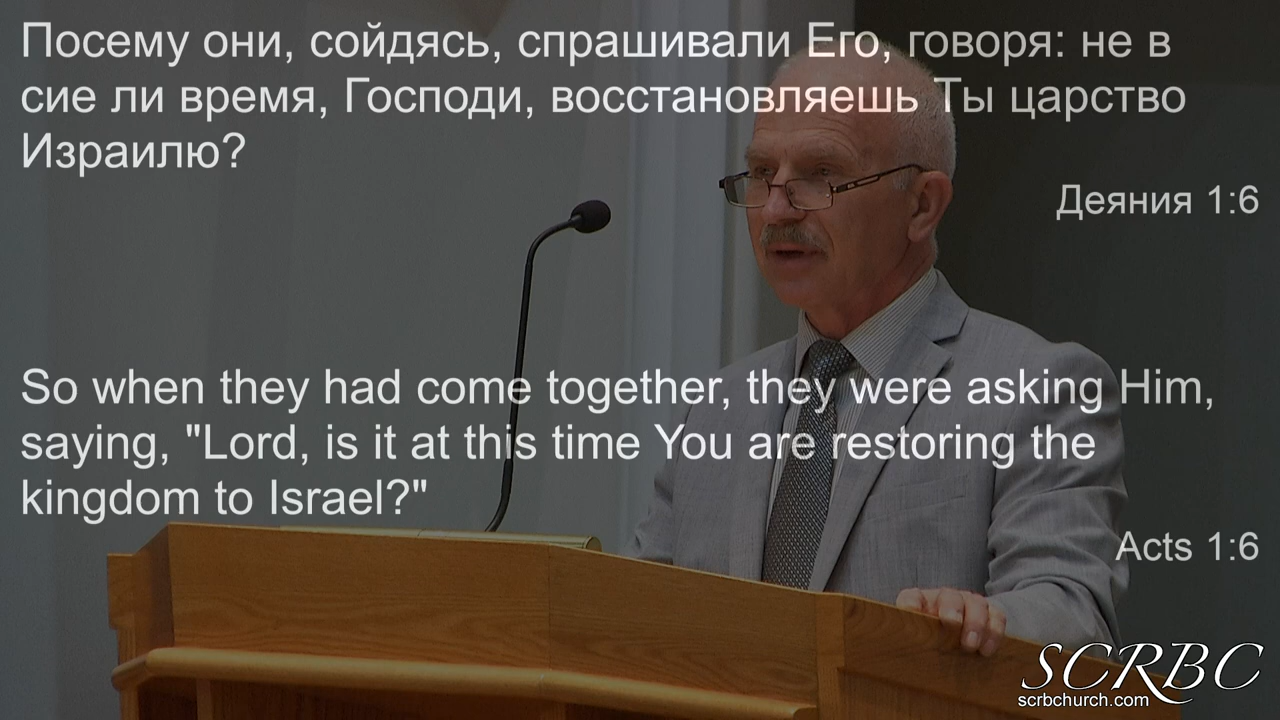 Посему они, сойдясь, спрашивали Его, говоря: не в
сие ли время, Господи, восстановляешь Ты царство
Израилю?
Деяния 1:6
So when they had come together, they were asking Him,
saying, "Lord, is it at this time You are restoring the
kingdom to Israel?"
Acts 1:6
SCRBC
scrbchurch.com